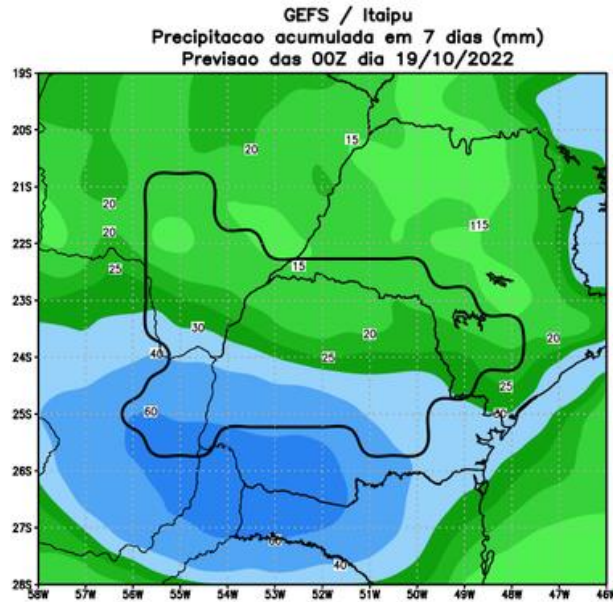 GEFS / Itaipu
Precipitacao acumulada em 7 dias (mm)
Previsao das 00Z dia 19/10/2022
19S
20S
15
20
21S
20
115
22S
20
15
25
23S
30
20
20
24S
40
25
25
25S
60
40
26S
27S
60
40
28S
58W 57W 56W 55W 54W 53W 52W 51W 50W 49W 48W 47W